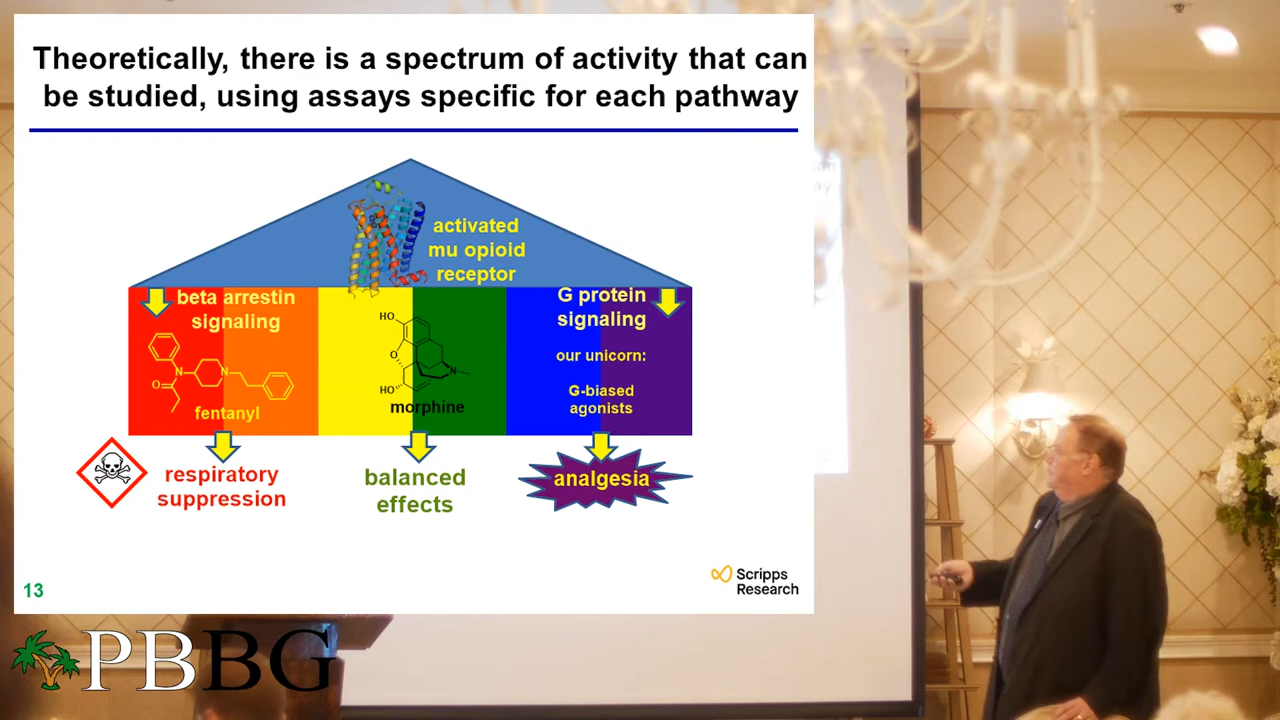 Theoretically, there is a spectrum of activity that can
be studied, using assays specific for each pathway
activated
mu opioid
receptor
beta arrestin
signaling
G protein
signaling
our unicorn:
G-biased
agonists
HO
O
N
HO
morphine
N
N
O
fentanyl
respiratory
suppression
balanced
effects
analgesia
13
Scripps
Research
PBBG